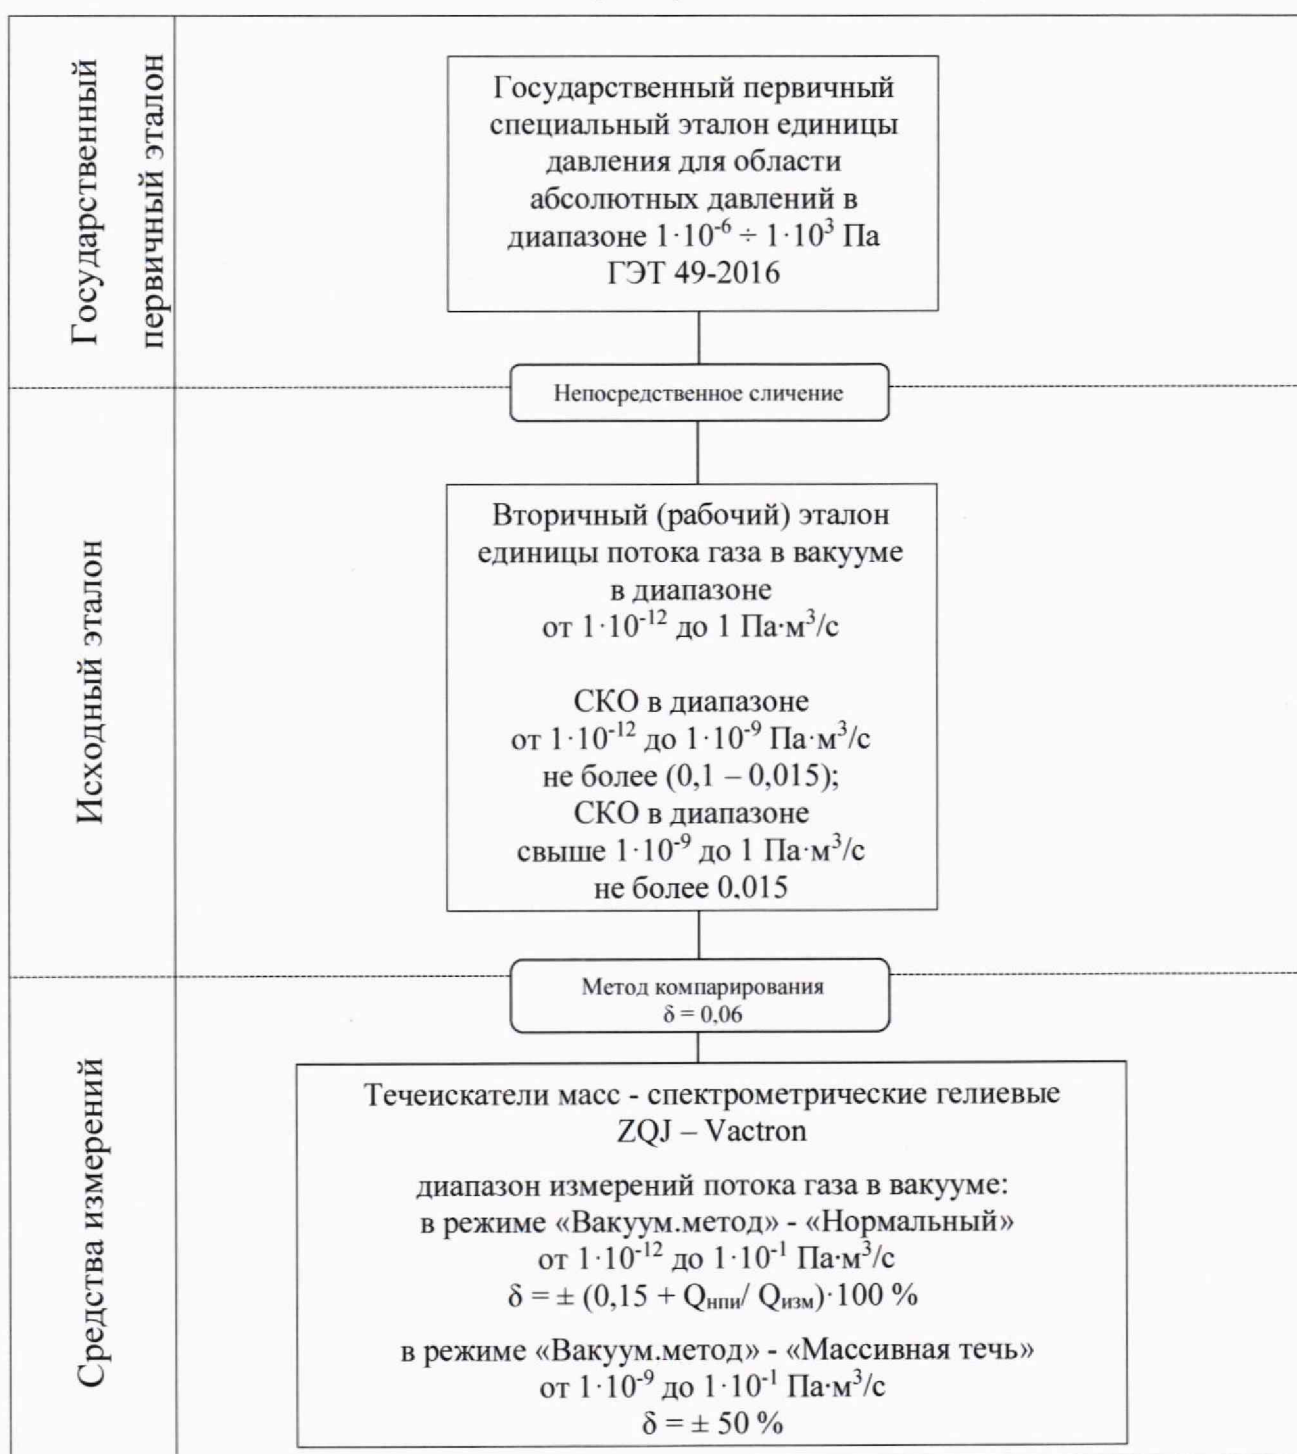 Государственный
первичный эталон
Государственный первичный
специальный эталон единицы
давления для области
абсолютных давлений в
диапазоне 1·10⁻⁶ ÷ 1·10³ Па
ГЭТ 49-2016
Непосредственное сличение
Исходный эталон
Вторичный (рабочий) эталон
единицы потока газа в вакууме
в диапазоне
от 1·10⁻¹² до 1 Па·м³/с
СКО в диапазоне
от 1·10⁻¹² до 1·10⁻⁹ Па·м³/с
не более (0,1 – 0,015);
СКО в диапазоне
свыше 1·10⁻⁹ до 1 Па·м³/с
не более 0,015
Метод компарирования
δ = 0,06
Средства измерений
Течеискатели масс - спектрометрические гелиевые
ZQJ – Vactron
диапазон измерений потока газа в вакууме:
в режиме «Вакуум.метод» - «Нормальный»
от 1·10⁻¹² до 1·10⁻¹ Па·м³/с
δ = ± (0,15 + Qнпи/ Qизм)·100 %
в режиме «Вакуум.метод» - «Массивная течь»
от 1·10⁻⁹ до 1·10⁻¹ Па·м³/с
δ = ± 50 %